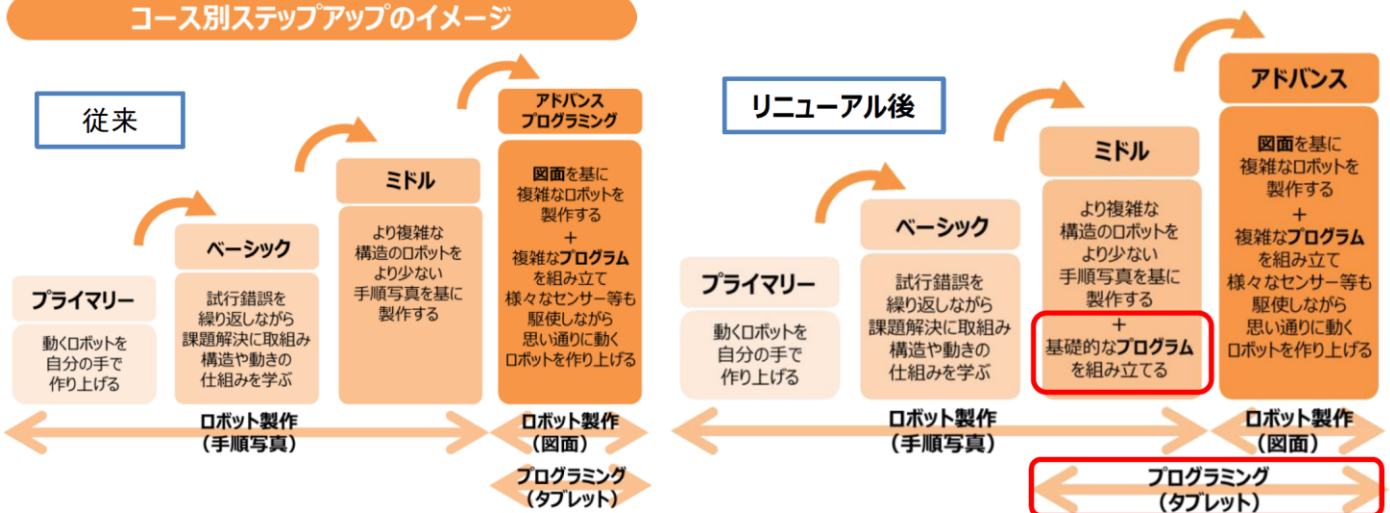 コース別ステップアップのイメージ
従来
プライマリー
動くロボットを
自分の手で
作り上げる
ベーシック
試行錯誤を
繰り返しながら
課題解決に取組み
構造や動きの
仕組みを学ぶ
ミドル
より複雑な
構造のロボットを
より少ない
手順写真を基に
製作する
アドバンス
プログラミング
図面を基に
複雑なロボットを
製作する
+
複雑なプログラム
を組み立て
様々なセンサー等も
駆使しながら
思い通りに動く
ロボットを作り上げる
ロボット製作
(手順写真)
ロボット製作
(図面)
プログラミング
(タブレット)
リニューアル後
プライマリー
動くロボットを
自分の手で
作り上げる
ベーシック
試行錯誤を
繰り返しながら
課題解決に取組み
構造や動きの
仕組みを学ぶ
ミドル
より複雑な
構造のロボットを
より少ない
手順写真を基に
製作する
+
基礎的なプログラム
を組み立てる
アドバンス
図面を基に
複雑なロボットを
製作する
+
複雑なプログラム
を組み立て
様々なセンサー等も
駆使しながら
思い通りに動く
ロボットを作り上げる
ロボット製作
(手順写真)
ロボット製作
(図面)
プログラミング
(タブレット)